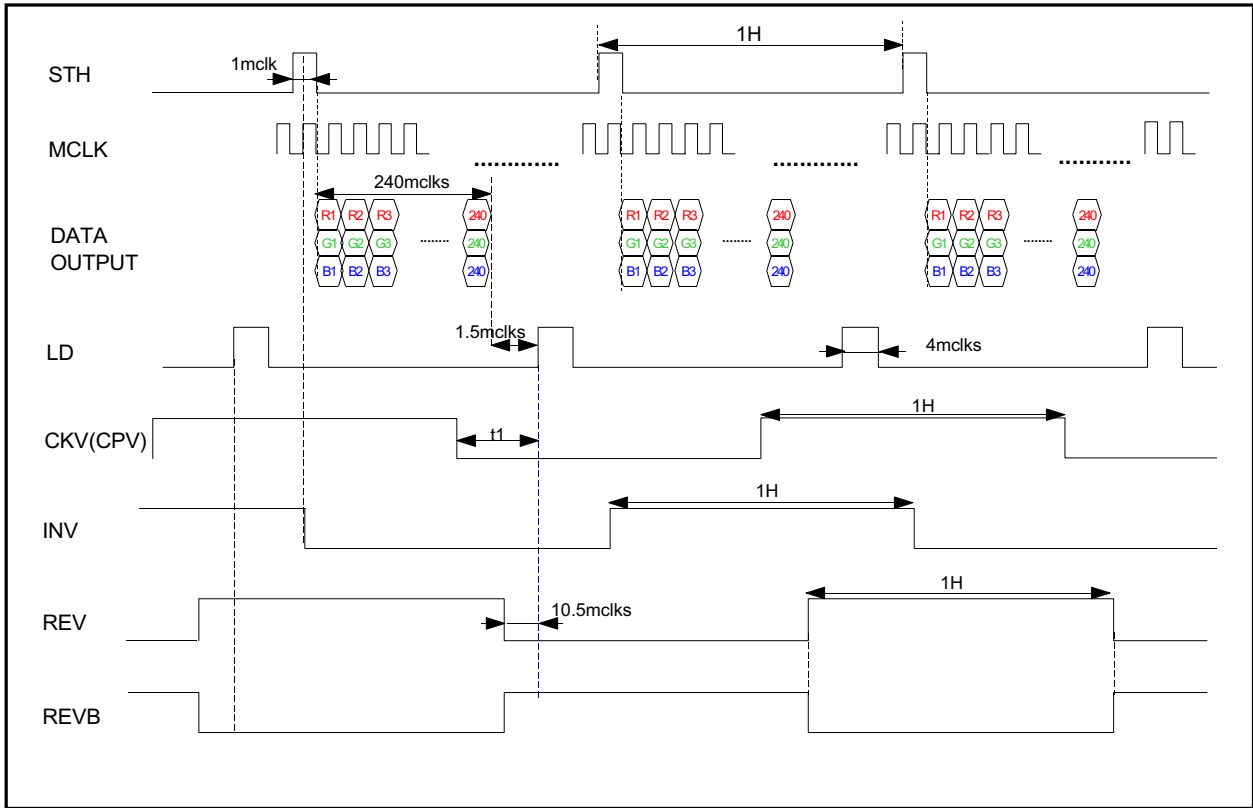 1H
STH
1mclk
MCLK
............. ............. ...........
240mclks
R1 R2 R3 240 R1 R2 R3 240 R1 R2 R3 240
DATA
OUTPUT
G1 G2 G3 ........ 240 G1 G2 G3 ........ 240 G1 G2 G3 ........ 240
B1 B2 B3 240 B1 B2 B3 240 B1 B2 B3 240
1.5mclks
LD
4mclks
1H
CKV(CPV)
t1
1H
INV
1H
REV
10.5mclks
REVB